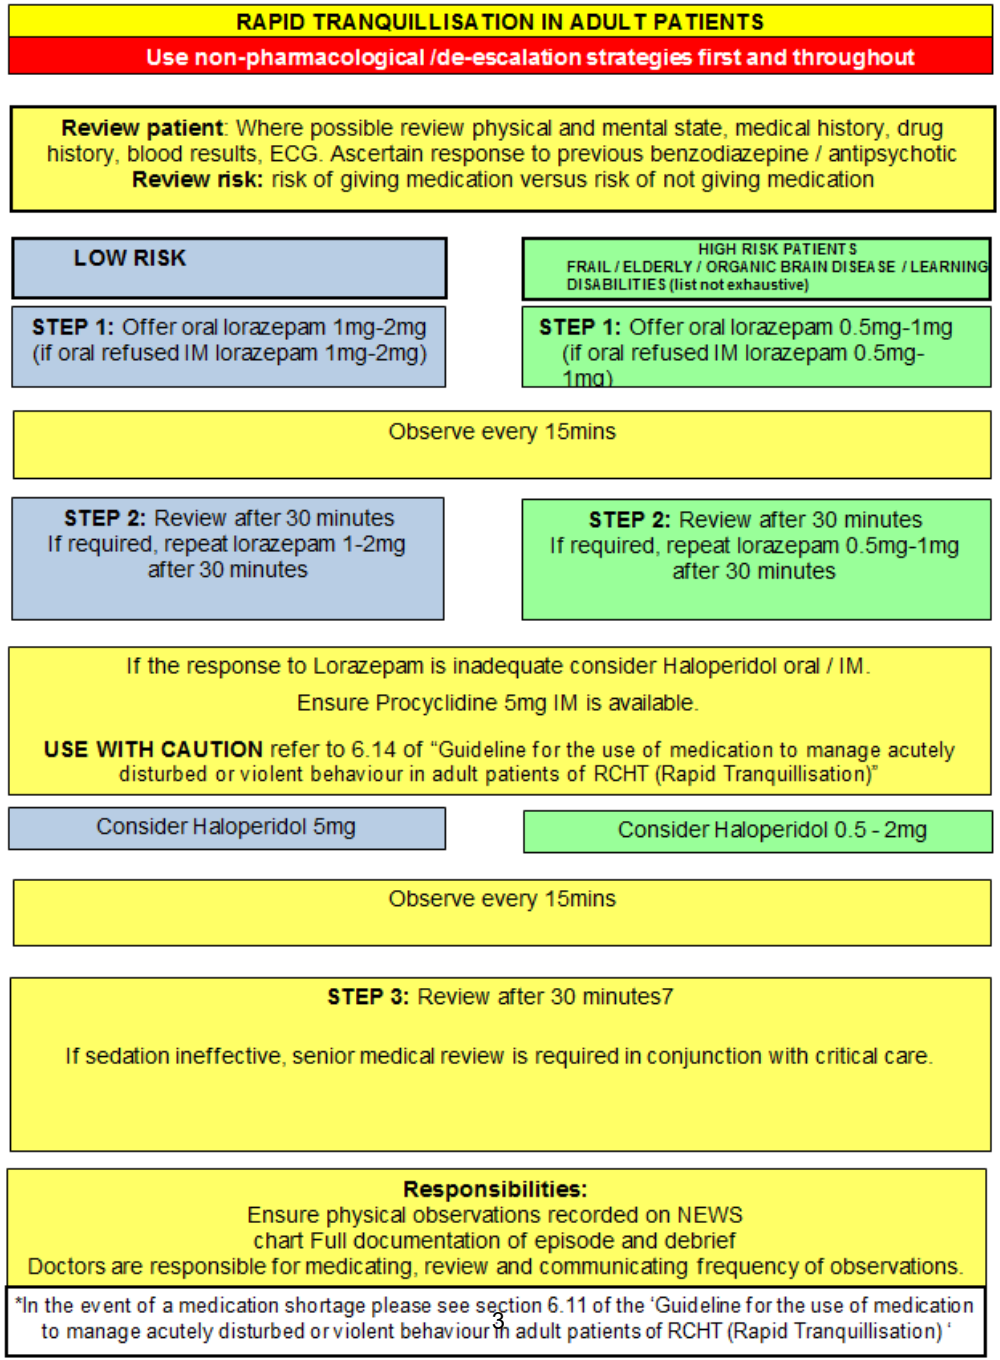 RAPID TRANQUILLISATION IN ADULT PATIENTS
Use non-pharmacological /de-escalation strategies first and throughout
Review patient: Where possible review physical and mental state, medical history, drug
history, blood results, ECG. Ascertain response to previous benzodiazepine / antipsychotic
Review risk: risk of giving medication versus risk of not giving medication
LOW RISK
HIGH RISK PATIENTS
FRAIL / ELDERLY / ORGANIC BRAIN DISEASE / LEARNING
DISABILITIES (list not exhaustive)
STEP 1: Offer oral lorazepam 1mg-2mg
(if oral refused IM lorazepam 1mg-2mg)
STEP 1: Offer oral lorazepam 0.5mg-1mg
(if oral refused IM lorazepam 0.5mg-
1mg)
Observe every 15mins
STEP 2: Review after 30 minutes
If required, repeat lorazepam 1-2mg
after 30 minutes
STEP 2: Review after 30 minutes
If required, repeat lorazepam 0.5mg-1mg
after 30 minutes
If the response to Lorazepam is inadequate consider Haloperidol oral / IM.
Ensure Procyclidine 5mg IM is available.
USE WITH CAUTION refer to 6.14 of “Guideline for the use of medication to manage acutely
disturbed or violent behaviour in adult patients of RCHT (Rapid Tranquillisation)”
Consider Haloperidol 5mg
Consider Haloperidol 0.5 - 2mg
Observe every 15mins
STEP 3: Review after 30 minutes7
If sedation ineffective, senior medical review is required in conjunction with critical care.
Responsibilities:
Ensure physical observations recorded on NEWS
chart Full documentation of episode and debrief
Doctors are responsible for medicating, review and communicating frequency of observations.
*In the event of a medication shortage please see section 6.11 of the ‘Guideline for the use of medication
to manage acutely disturbed or violent behaviour in adult patients of RCHT (Rapid Tranquillisation) ‘
3